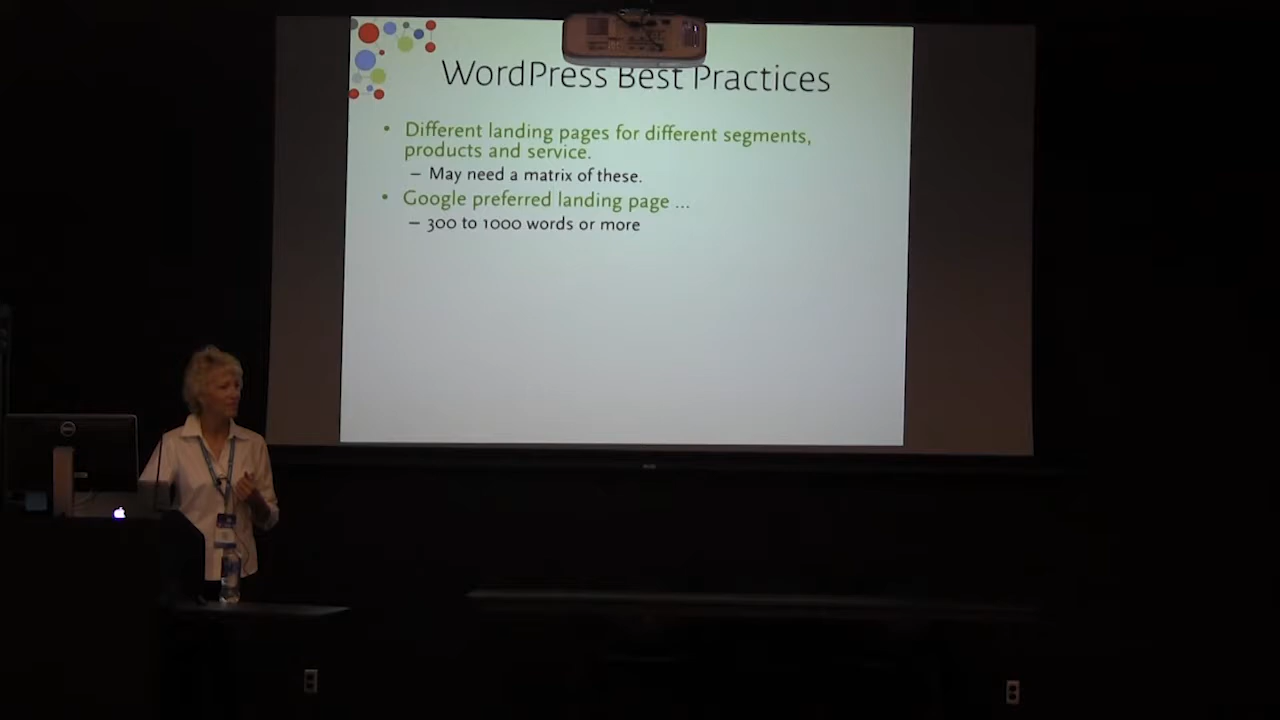 WordPress Best Practices
• Different landing pages for different segments,
products and service.
– May need a matrix of these.
• Google preferred landing page ...
– 300 to 1000 words or more
DELL